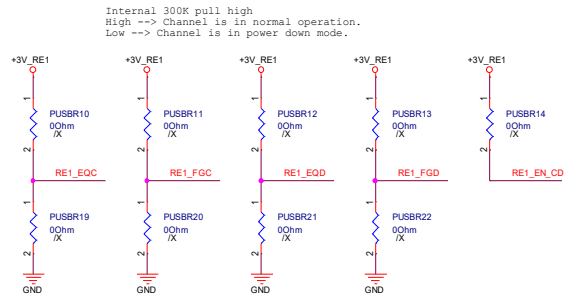 Internal 300K pull high
High --> Channel is in normal operation.
Low --> Channel is in power down mode.
+3V_RE1 +3V_RE1 +3V_RE1 +3V_RE1 +3V_RE1
1 1 1 1 1
PUSBR10 PUSBR11 PUSBR12 PUSBR13 PUSBR14
0Ohm 0Ohm 0Ohm 0Ohm 0Ohm
/X /X /X /X /X
2 2 2 2 2
RE1_EQC RE1_FGC RE1_EQD RE1_FGD RE1_EN_CD
1 1 1 1
PUSBR19 PUSBR20 PUSBR21 PUSBR22
0Ohm 0Ohm 0Ohm 0Ohm
/X /X /X /X
2 2 2 2
GND GND GND GND